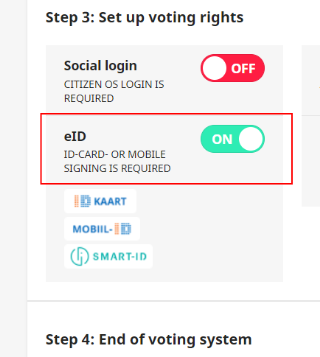 Step 3: Set up voting rights
Social login
OFF
CITIZEN OS LOGIN IS
REQUIRED
eID
ON
ID-CARD- OR MOBILE
SIGNING IS REQUIRED
ID KAART
MOBIIL-ID
SMART-ID
Step 4: End of voting system